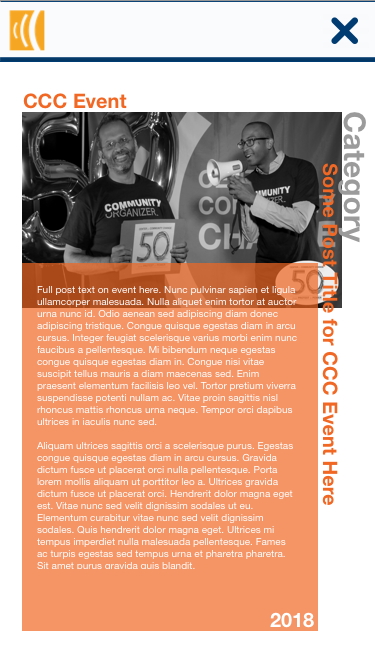 CCC Event
COMMUNITY
ORGANIZER.
COMMUNITY
50
CO
CH
50
Category
Some Post Title for CCC Event Here
Full post text on event here. Nunc pulvinar sapien et ligula
ullamcorper malesuada. Nulla aliquet enim tortor at auctor
urna nunc id. Odio aenean sed adipiscing diam donec
adipiscing tristique. Congue quisque egestas diam in arcu
cursus. Integer feugiat scelerisque varius morbi enim nunc
faucibus a pellentesque. Mi bibendum neque egestas
congue quisque egestas diam in. Congue nisi vitae
suscipit tellus mauris a diam maecenas sed. Enim
praesent elementum facilisis leo vel. Tortor pretium viverra
suspendisse potenti nullam ac. Vitae proin sagittis nisl
rhoncus mattis rhoncus urna neque. Tempor orci dapibus
ultrices in iaculis nunc sed.
Aliquam ultrices sagittis orci a scelerisque purus. Egestas
congue quisque egestas diam in arcu cursus. Gravida
dictum fusce ut placerat orci nulla pellentesque. Porta
lorem mollis aliquam ut porttitor leo a. Ultrices gravida
dictum fusce ut placerat orci. Hendrerit dolor magna eget
est. Vitae nunc sed velit dignissim sodales ut eu.
Elementum curabitur vitae nunc sed velit dignissim
sodales. Quis hendrerit dolor magna eget. Ultrices mi
tempus imperdiet nulla malesuada pellentesque. Fames
ac turpis egestas sed tempus urna et pharetra pharetra.
Sit amet purus gravida quis blandit.
2018